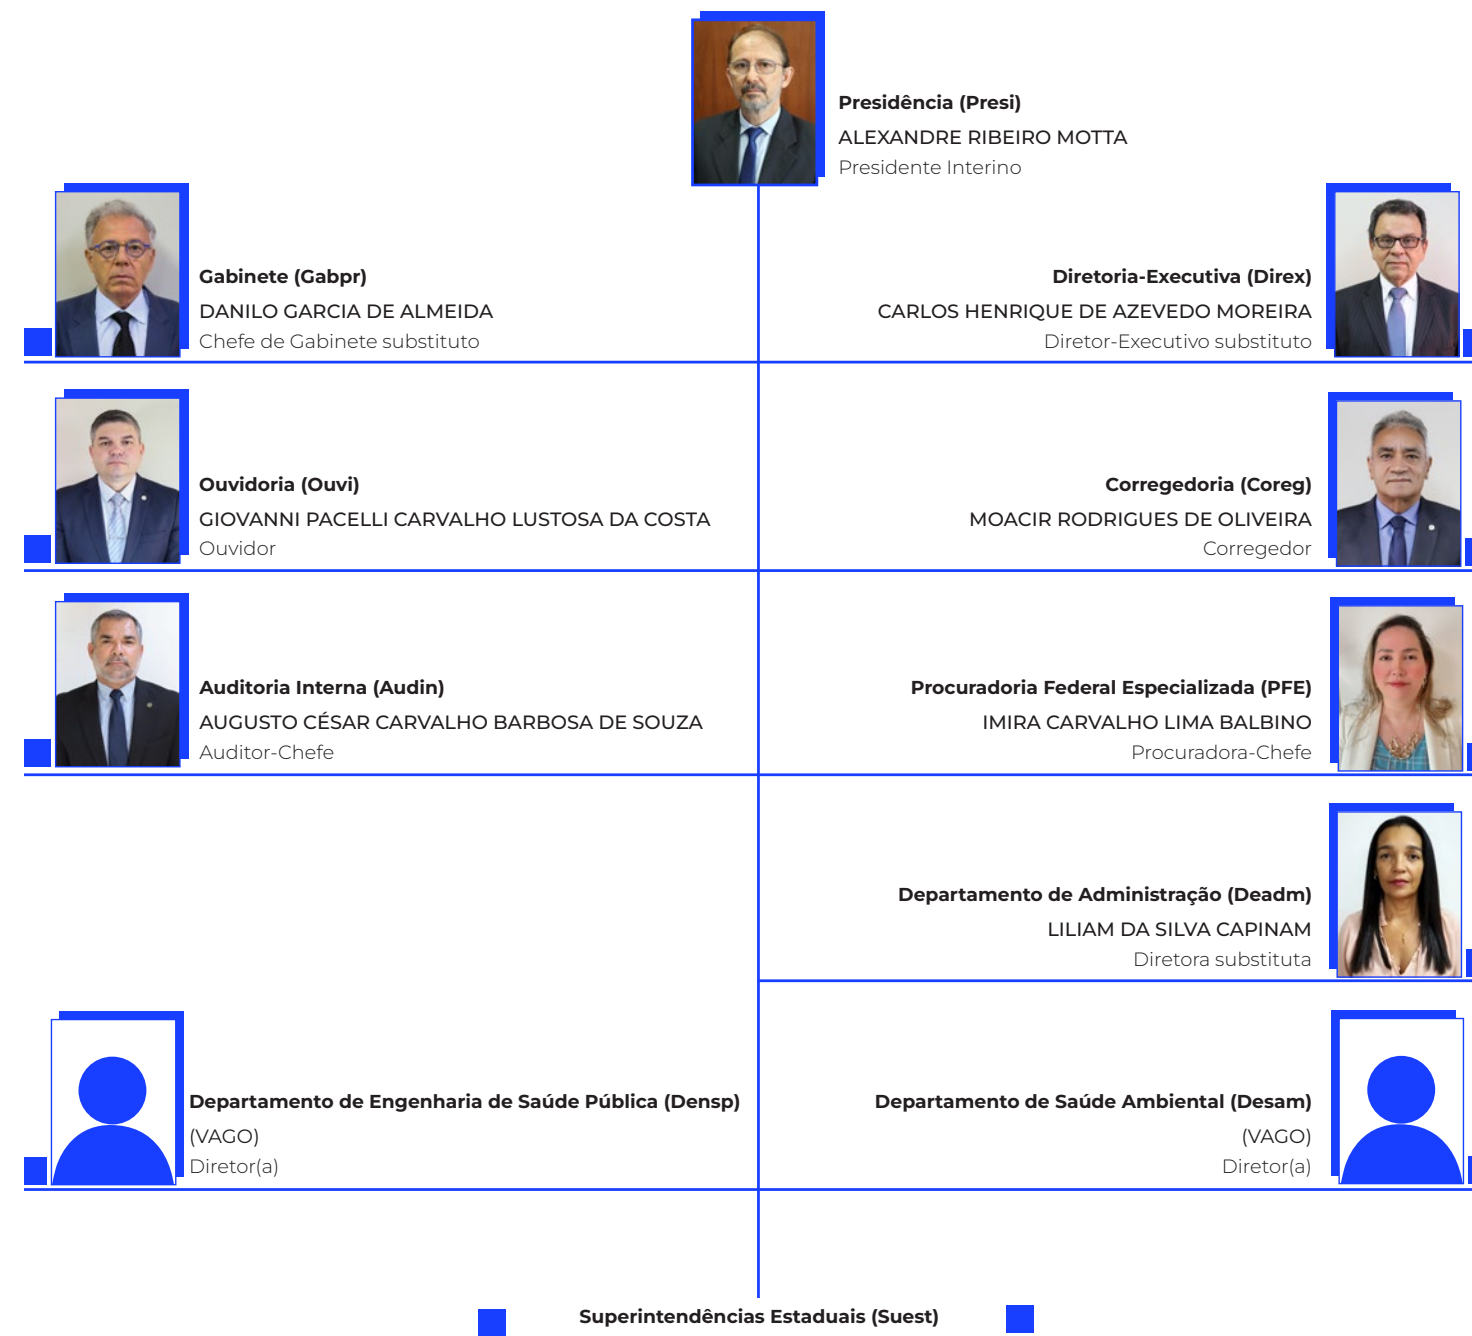 Presidência (Presi)
ALEXANDRE RIBEIRO MOTTA
Presidente Interino
Gabinete (Gabpr)
DANILO GARCIA DE ALMEIDA
Chefe de Gabinete substituto
Diretoria-Executiva (Direx)
CARLOS HENRIQUE DE AZEVEDO MOREIRA
Diretor-Executivo substituto
Ouvidoria (Ouvi)
GIOVANNI PACELLI CARVALHO LUSTOSA DA COSTA
Ouvidor
Corregedoria (Coreg)
MOACIR RODRIGUES DE OLIVEIRA
Corregedor
Auditoria Interna (Audin)
AUGUSTO CÉSAR CARVALHO BARBOSA DE SOUZA
Auditor-Chefe
Procuradoria Federal Especializada (PFE)
IMIRA CARVALHO LIMA BALBINO
Procuradora-Chefe
Departamento de Administração (Deadm)
LILIAM DA SILVA CAPINAM
Diretora substituta
Departamento de Engenharia de Saúde Pública (Densp)
(VAGO)
Diretor(a)
Departamento de Saúde Ambiental (Desam)
(VAGO)
Diretor(a)
Superintendências Estaduais (Suest)